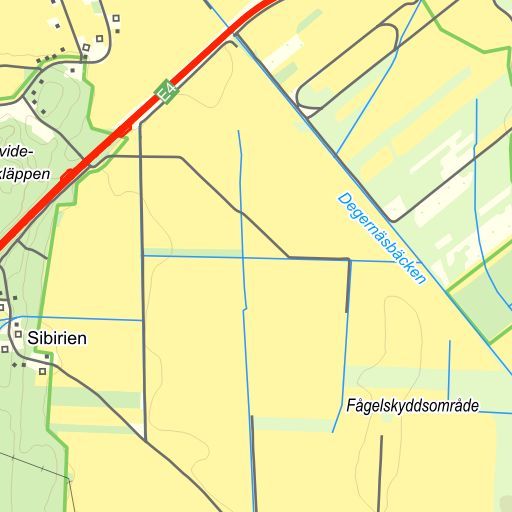 E4
vide-
kläppen
Degernäsbäcken
Sibirien
Fågelskyddsområde